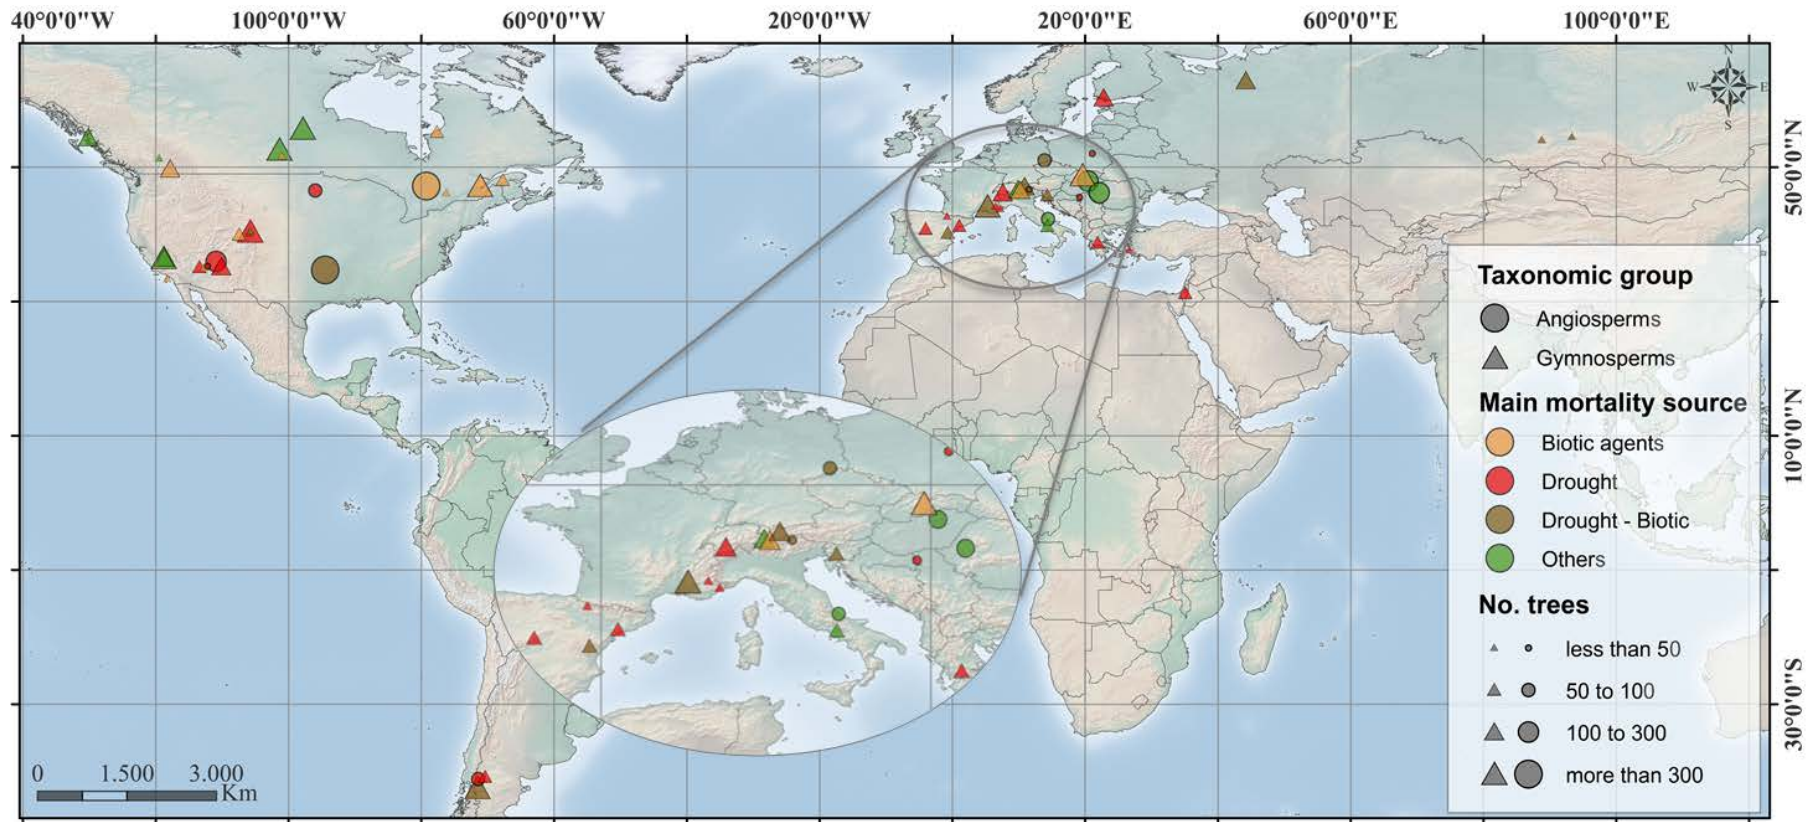 40°0'0"W 100°0'0"W 60°0'0"W 20°0'0"W 20°0'0"E 60°0'0"E 100°0'0"E
N
W E
S
50°0'0"N
10°0'0"N
30°0'0"S
Taxonomic group
Angiosperms
Gymnosperms
Main mortality source
Biotic agents
Drought
Drought - Biotic
Others
No. trees
less than 50
50 to 100
100 to 300
more than 300
0 1.500 3.000
Km